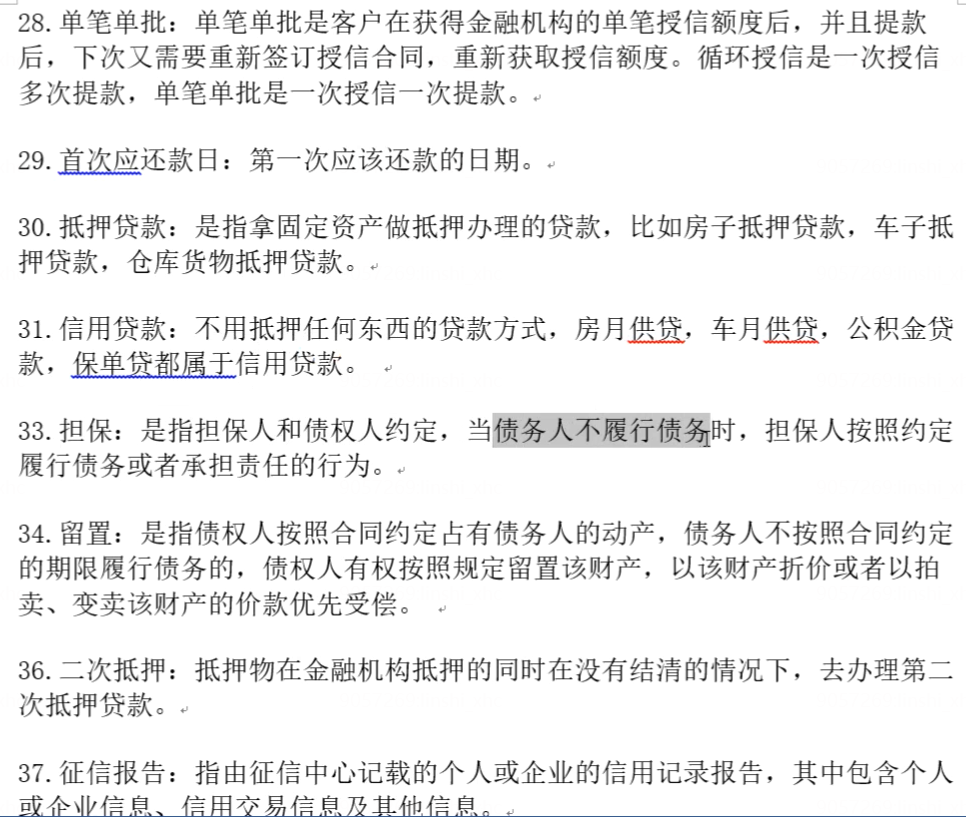 28.单笔单批：单笔单批是客户在获得金融机构的单笔授信额度后，并且提款
后，下次又需要重新签订授信合同，重新获取授信额度。循环授信是一次授信
多次提款，单笔单批是一次授信一次提款。
29.首次应还款日：第一次应该还款的日期。
30.抵押贷款：是指拿固定资产做抵押办理的贷款，比如房子抵押贷款，车子抵
押贷款，仓库货物抵押贷款。
31.信用贷款：不用抵押任何东西的贷款方式，房月供贷，车月供贷，公积金贷
款，保单贷都属于信用贷款。
33.担保：是指担保人和债权人约定，当债务人不履行债务时，担保人按照约定
履行债务或者承担责任的行为。
34.留置：是指债权人按照合同约定占有债务人的动产，债务人不按照合同约定
的期限履行债务的，债权人有权按照规定留置该财产，以该财产折价或者以拍
卖、变卖该财产的价款优先受偿。
36.二次抵押：抵押物在金融机构抵押的同时在没有结清的情况下，去办理第二
次抵押贷款。
37.征信报告：指由征信中心记载的个人或企业的信用记录报告，其中包含个人
或企业信息、信用交易信息及其他信息。